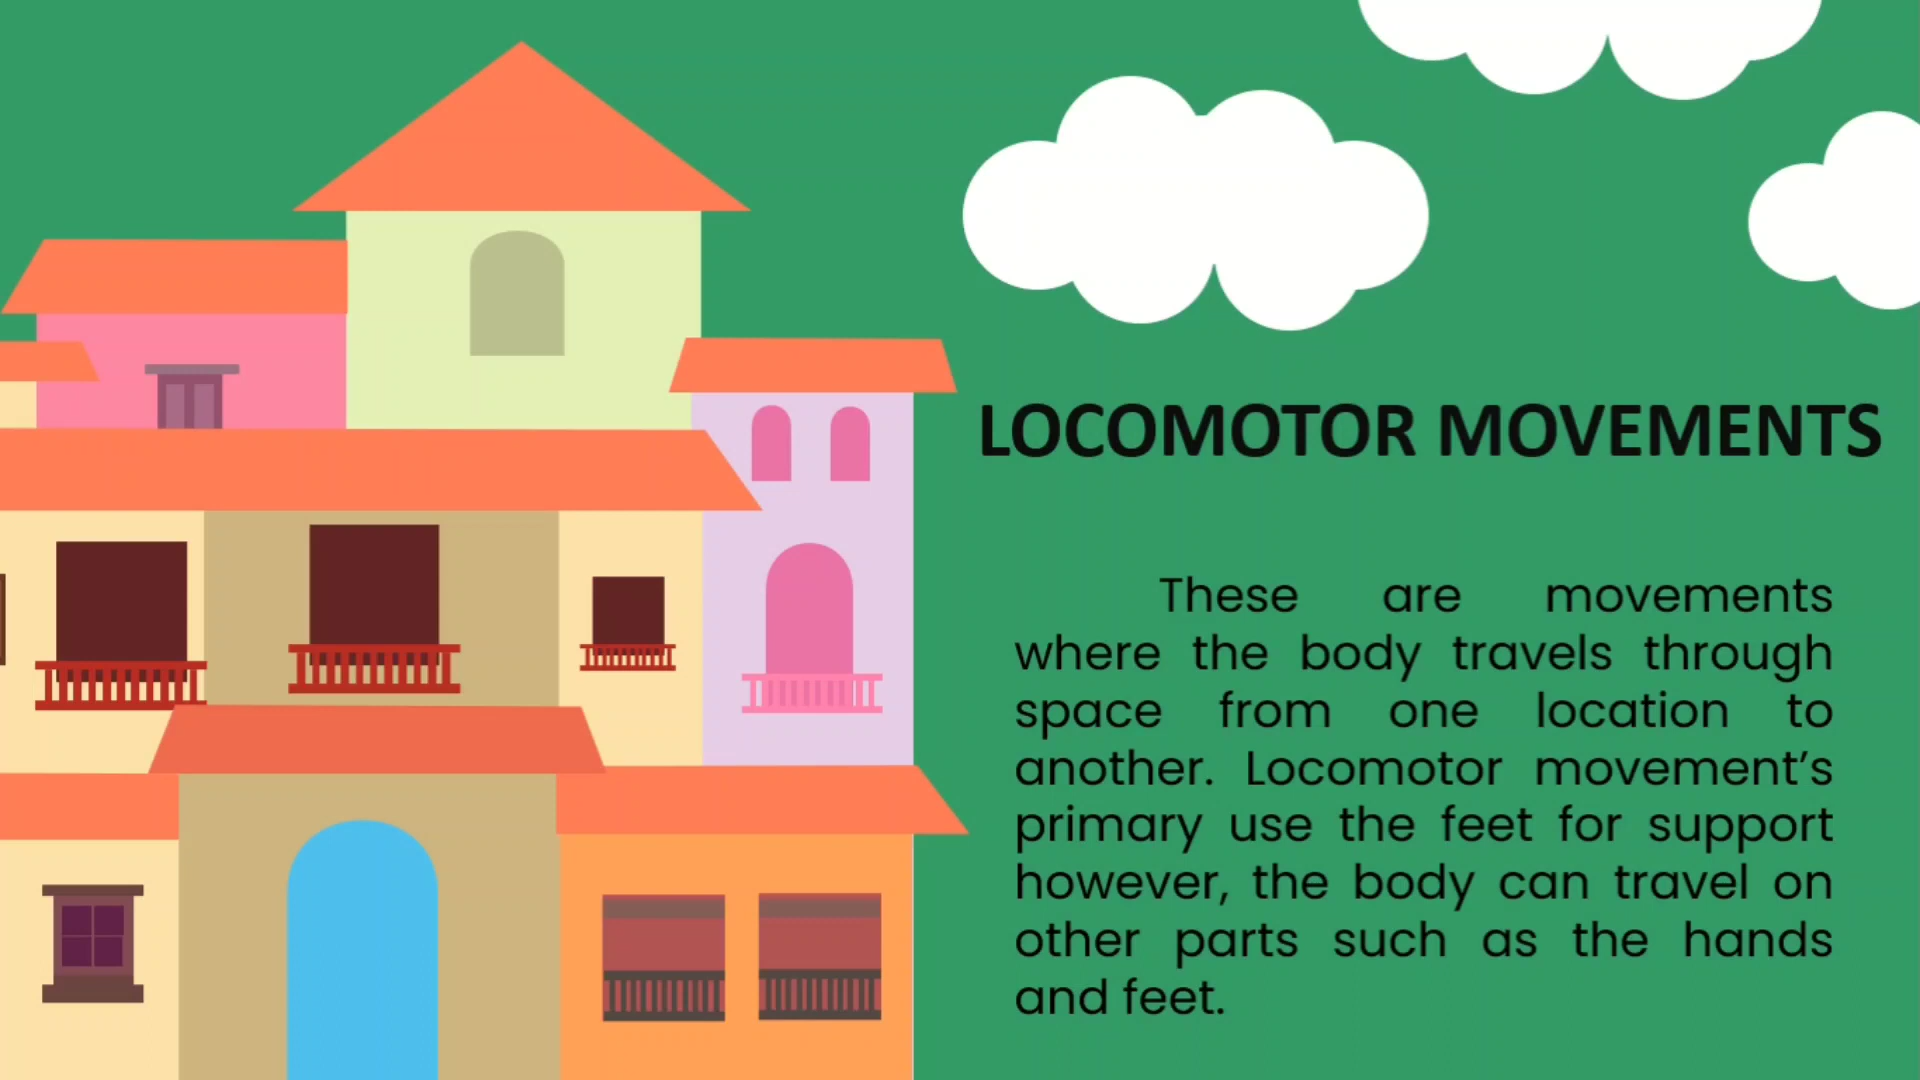 LOCOMOTOR MOVEMENTS
These are movements
where the body travels through
space from one location to
another. Locomotor movement’s
primary use the feet for support
however, the body can travel on
other parts such as the hands
and feet.